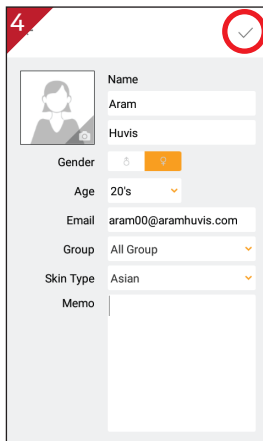 4
Name
Aram
Huvis
Gender
Age 20's
Email aram00@aramhuvis.com
Group All Group
Skin Type Asian
Memo